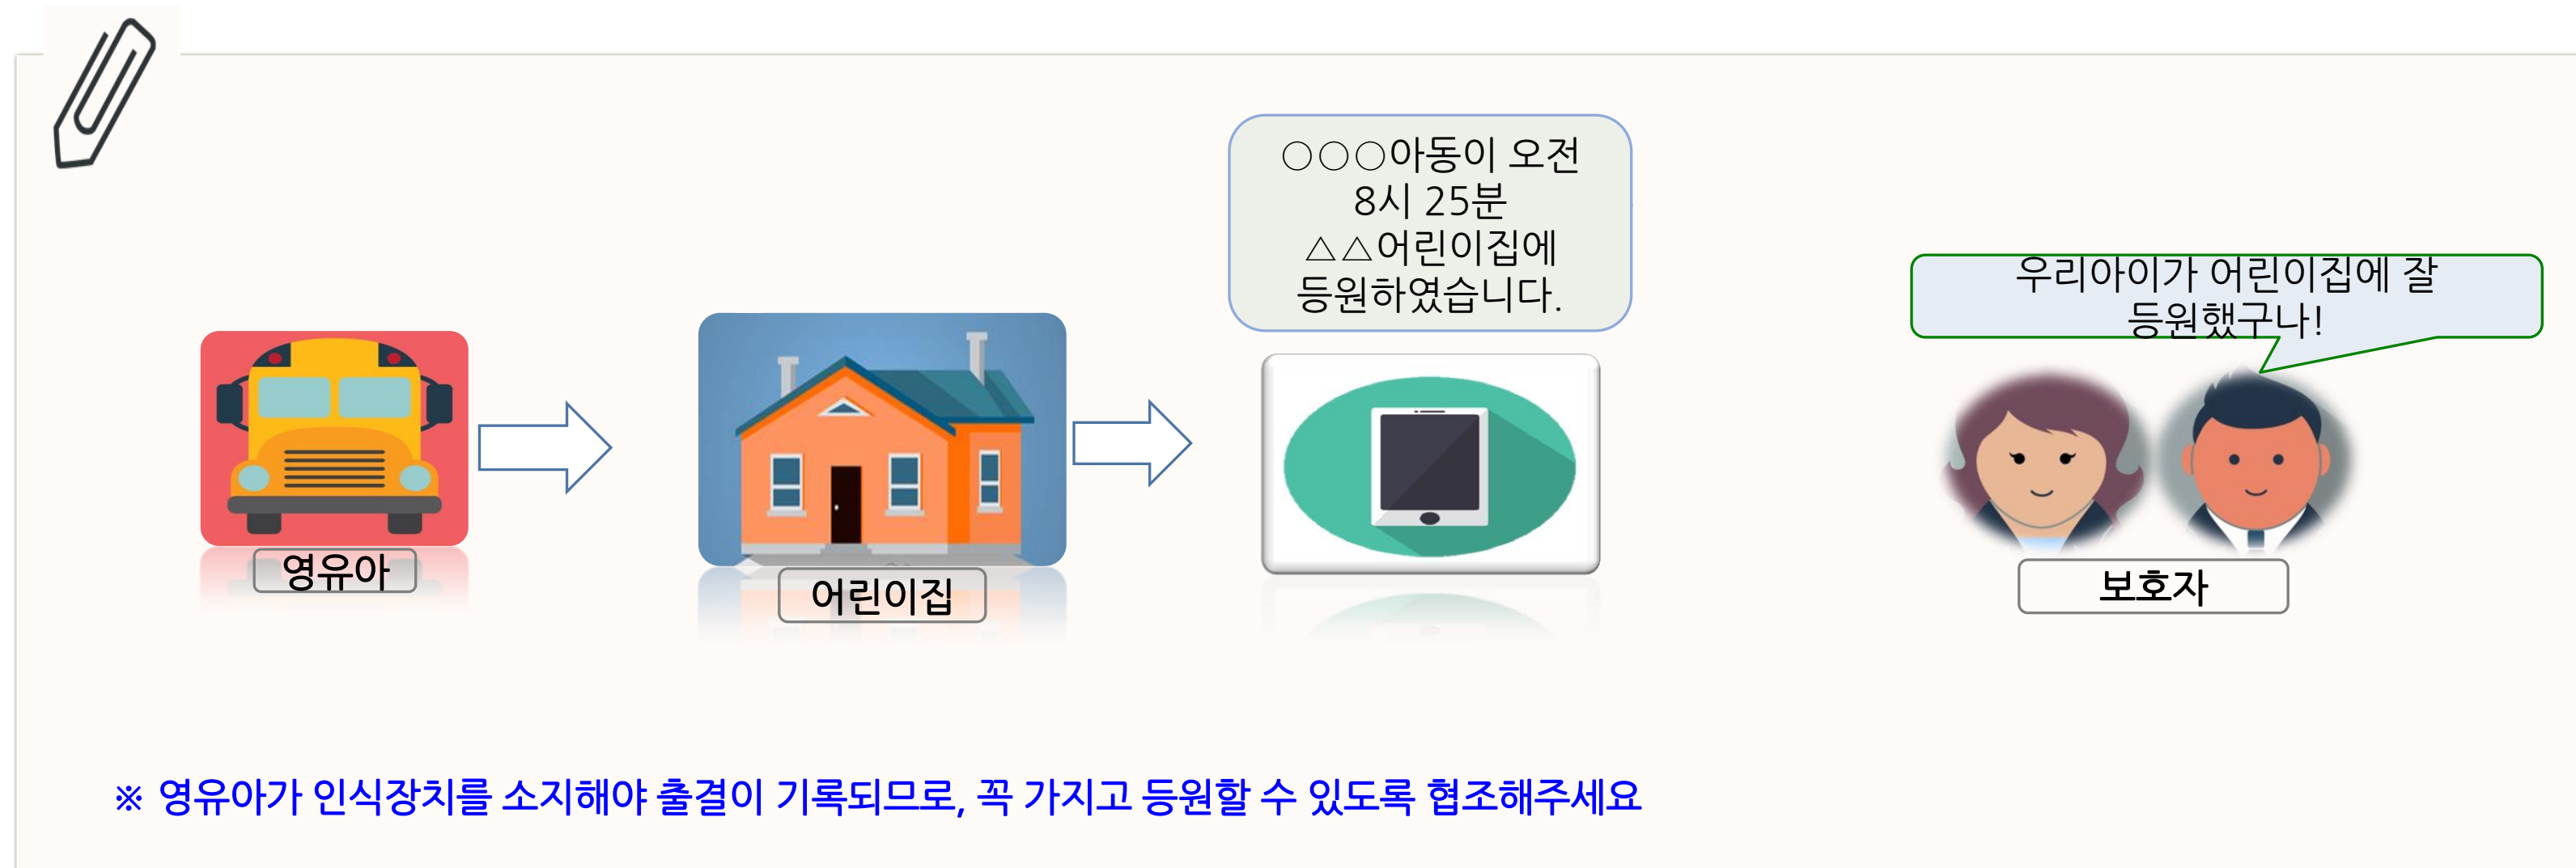 ○○○아동이 오전
8시 25분
△△어린이집에
등원하였습니다.
우리아이가 어린이집에 잘
등원했구나!
영유아
어린이집
보호자
※ 영유아가 인식장치를 소지해야 출결이 기록되므로, 꼭 가지고 등원할 수 있도록 협조해주세요